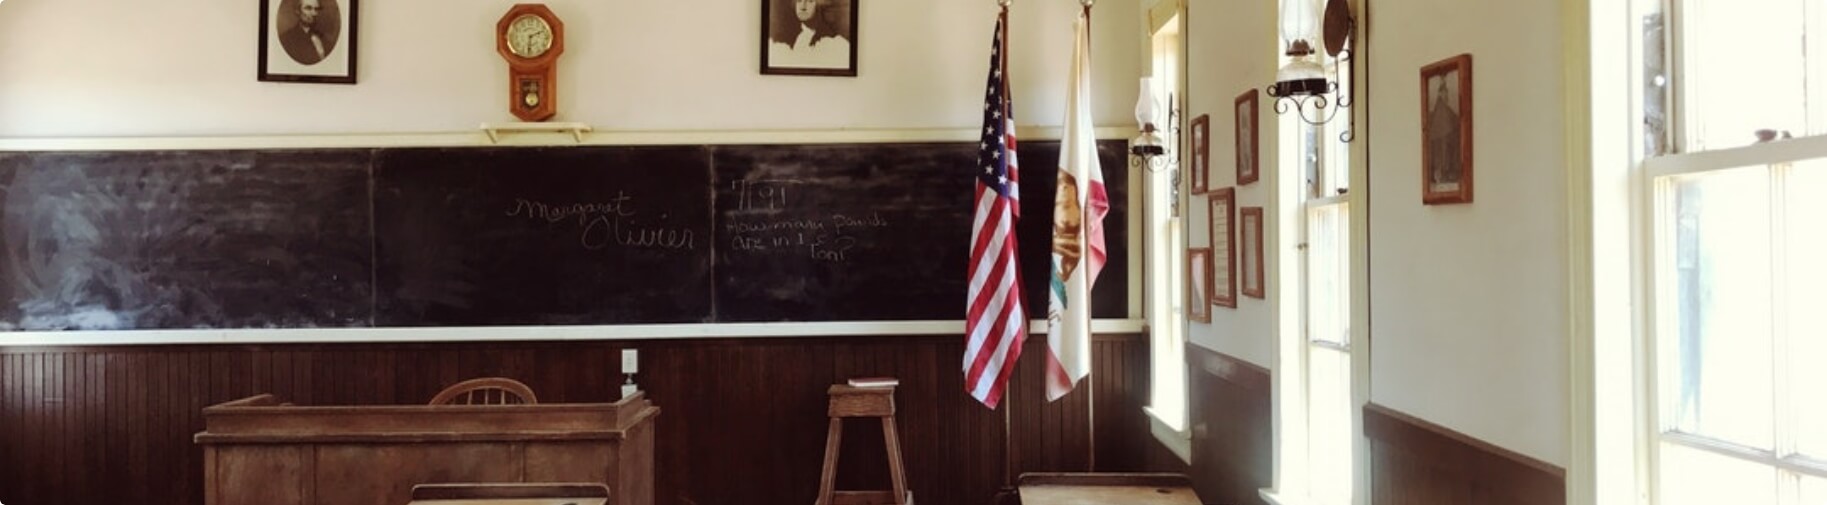 Margaret
Olivier
How many Pounds
are in 1
Ton?